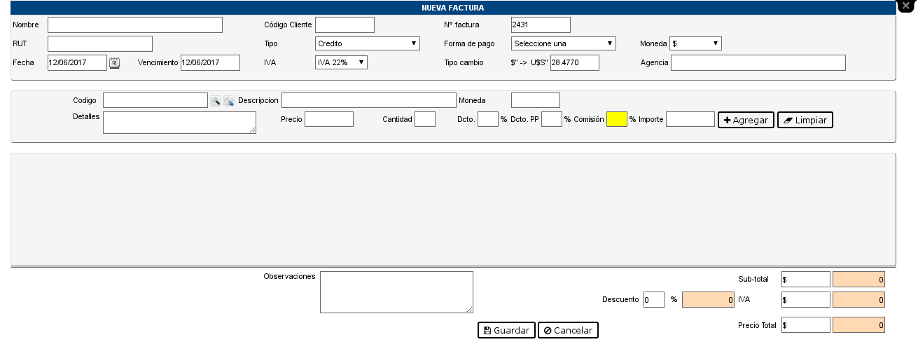 NUEVA FACTURA
Nombre Código Cliente Nº factura 2431
RUT Tipo Credito Forma de pago Seleccione una Moneda $
Fecha 12/06/2017 Vencimiento 12/06/2017 IVA IVA 22% Tipo cambio $" -> U$S" 28.4770 Agencia
Codigo Descripcion Moneda
Detalles Precio Cantidad Dcto. % Dcto. PP % Comisión % Importe Agregar Limpiar
Observaciones Sub-total $ 0
Descuento 0 % 0 IVA $ 0
Guardar Cancelar Precio Total $ 0